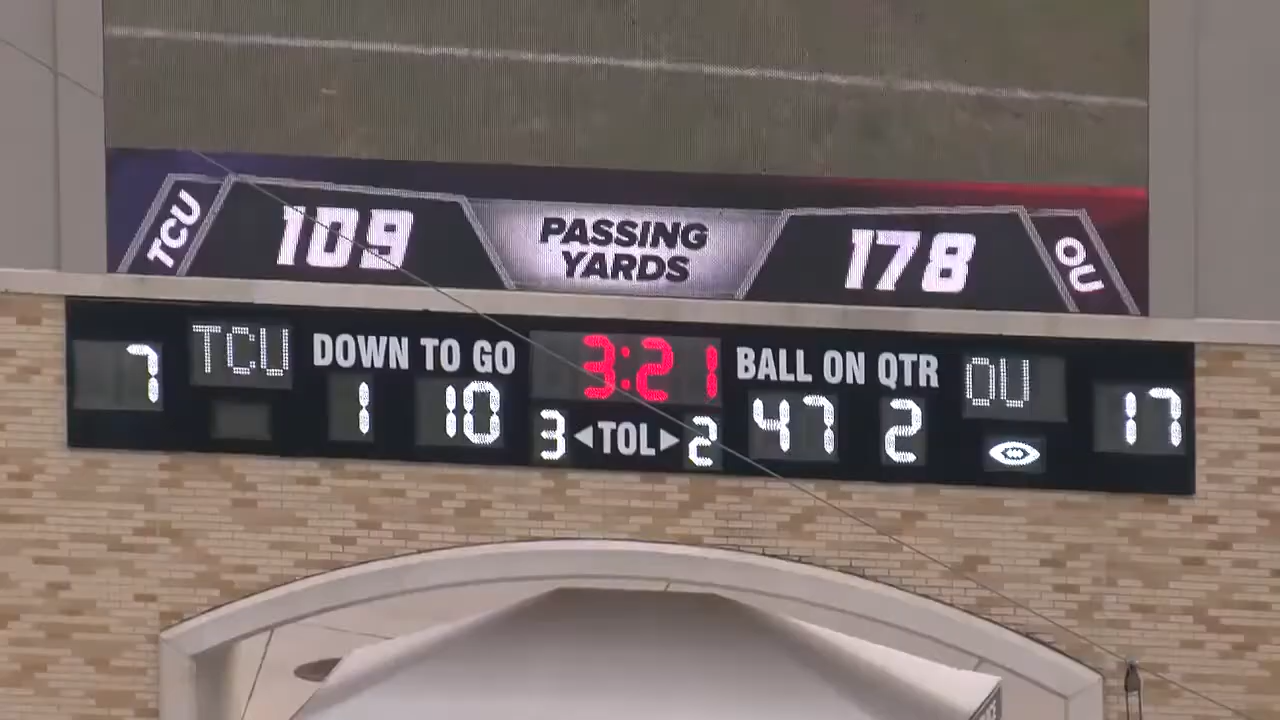 TCU 109 PASSING YARDS 178 OU
7 TCU DOWN TO GO 3:21 BALL ON QTR OU 17
1 10 3 ◀TOL▶ 2 47 2